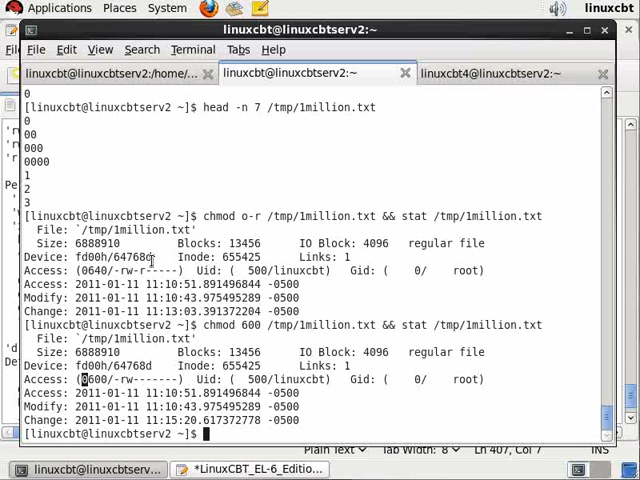 Applications Places System linuxcbt
linuxcbt@linuxcbtserv2:~
File Edit View Search Terminal Tabs Help
linuxcbt@linuxcbtserv2:/home/... linuxcbt@linuxcbtserv2:~ linuxcbt4@linuxcbtserv2:~
0
[linuxcbt@linuxcbtserv2 ~]$ head -n 7 /tmp/1million.txt
0
00
000
0000
1
2
3
[linuxcbt@linuxcbtserv2 ~]$ chmod o-r /tmp/1million.txt && stat /tmp/1million.txt
File: `/tmp/1million.txt'
Size: 6888910 Blocks: 13456 IO Block: 4096 regular file
Device: fd00h/64768d Inode: 655425 Links: 1
Access: (0640/-rw-r-----) Uid: ( 500/linuxcbt) Gid: ( 0/ root)
Access: 2011-01-11 11:10:51.891496844 -0500
Modify: 2011-01-11 11:10:43.975495289 -0500
Change: 2011-01-11 11:13:03.391372204 -0500
[linuxcbt@linuxcbtserv2 ~]$ chmod 600 /tmp/1million.txt && stat /tmp/1million.txt
File: `/tmp/1million.txt'
Size: 6888910 Blocks: 13456 IO Block: 4096 regular file
Device: fd00h/64768d Inode: 655425 Links: 1
Access: (0600/-rw-------) Uid: ( 500/linuxcbt) Gid: ( 0/ root)
Access: 2011-01-11 11:10:51.891496844 -0500
Modify: 2011-01-11 11:10:43.975495289 -0500
Change: 2011-01-11 11:15:20.617372778 -0500
[linuxcbt@linuxcbtserv2 ~]$
Plain Text Tab Width: 8 Ln 407, Col 7 INS
linuxcbt@linuxcbtserv... *LinuxCBT_EL-6_Editio...